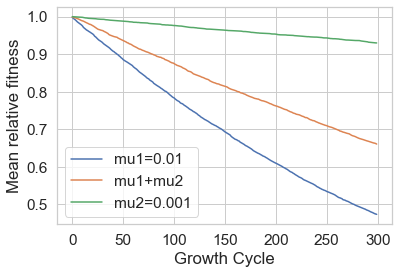 1.0
0.9
0.8
0.7
0.6
0.5
Mean relative fitness
mu1=0.01
mu1+mu2
mu2=0.001
0 50 100 150 200 250 300
Growth Cycle